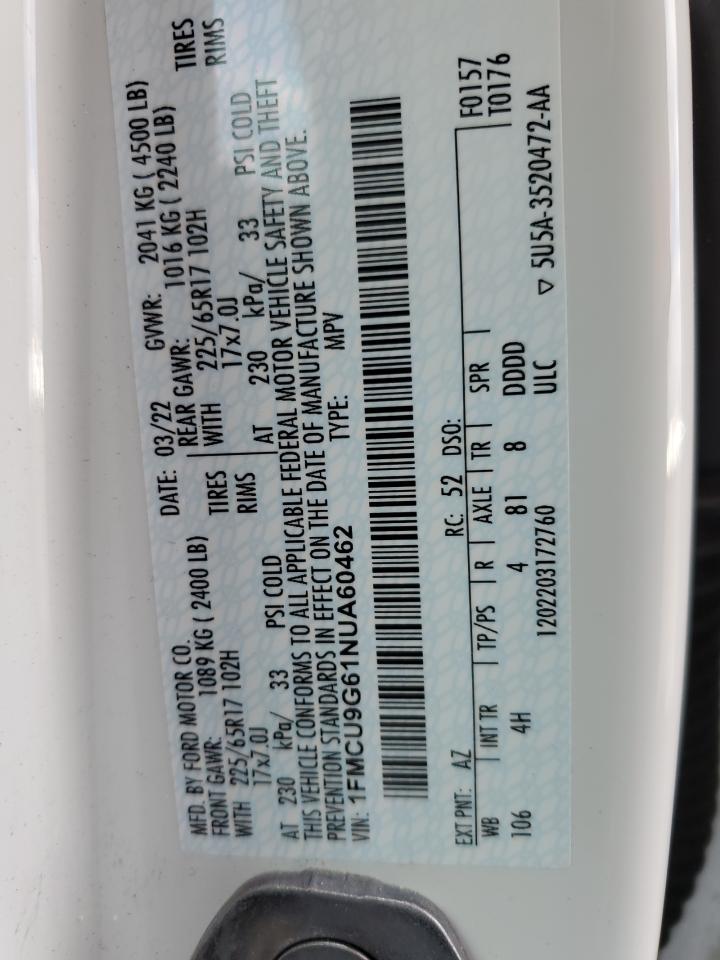 MFD. BY FORD MOTOR CO.
DATE: 03/22 GVWR: 2041 KG ( 4500 LB)
FRONT GAWR: 1089 KG ( 2400 LB) REAR GAWR: 1016 KG ( 2240 LB)
WITH 225/65R17 102H TIRES WITH 225/65R17 102H TIRES
17x7.0J RIMS 17x7.0J RIMS
AT 230 kPa/ 33 PSI COLD AT 230 kPa/ 33 PSI COLD
THIS VEHICLE CONFORMS TO ALL APPLICABLE FEDERAL MOTOR VEHICLE SAFETY AND THEFT
PREVENTION STANDARDS IN EFFECT ON THE DATE OF MANUFACTURE SHOWN ABOVE.
VIN: 1FMCU9G61NUA60462 TYPE: MPV
EXT PNT: AZ RC: 52 DSO: F0157
WB INT TR TP/PS R AXLE TR SPR T0176
106 4H 4 81 8 DDDD
1202203172760 ULC ▽ 5U5A-3520472-AA